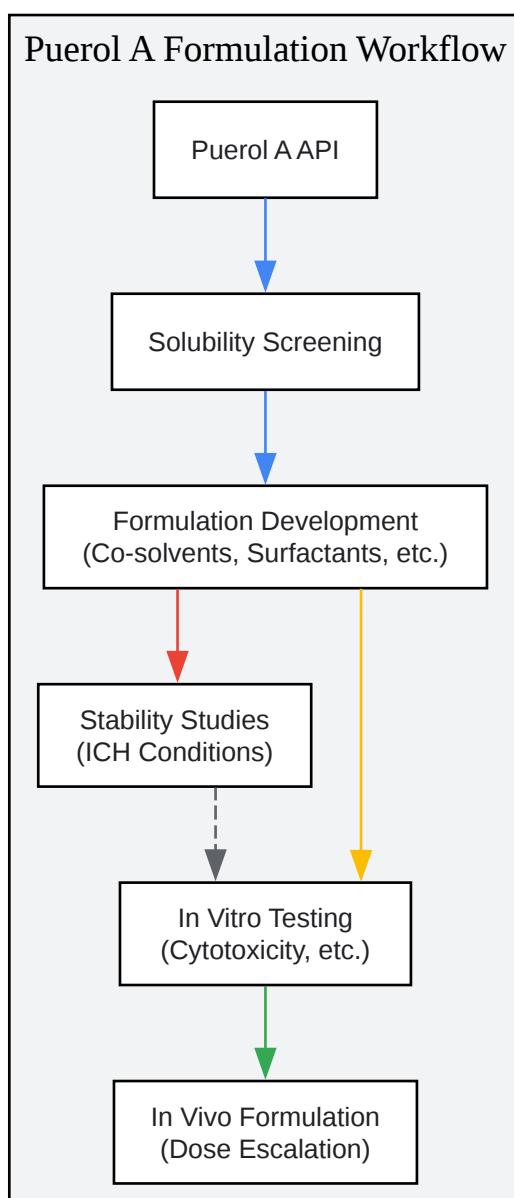 Puerol A Formulation Workflow
Puerol A API
Solubility Screening
Formulation Development
(Co-solvents, Surfactants, etc.)
Stability Studies
(ICH Conditions)
In Vitro Testing
(Cytotoxicity, etc.)
In Vivo Formulation
(Dose Escalation)